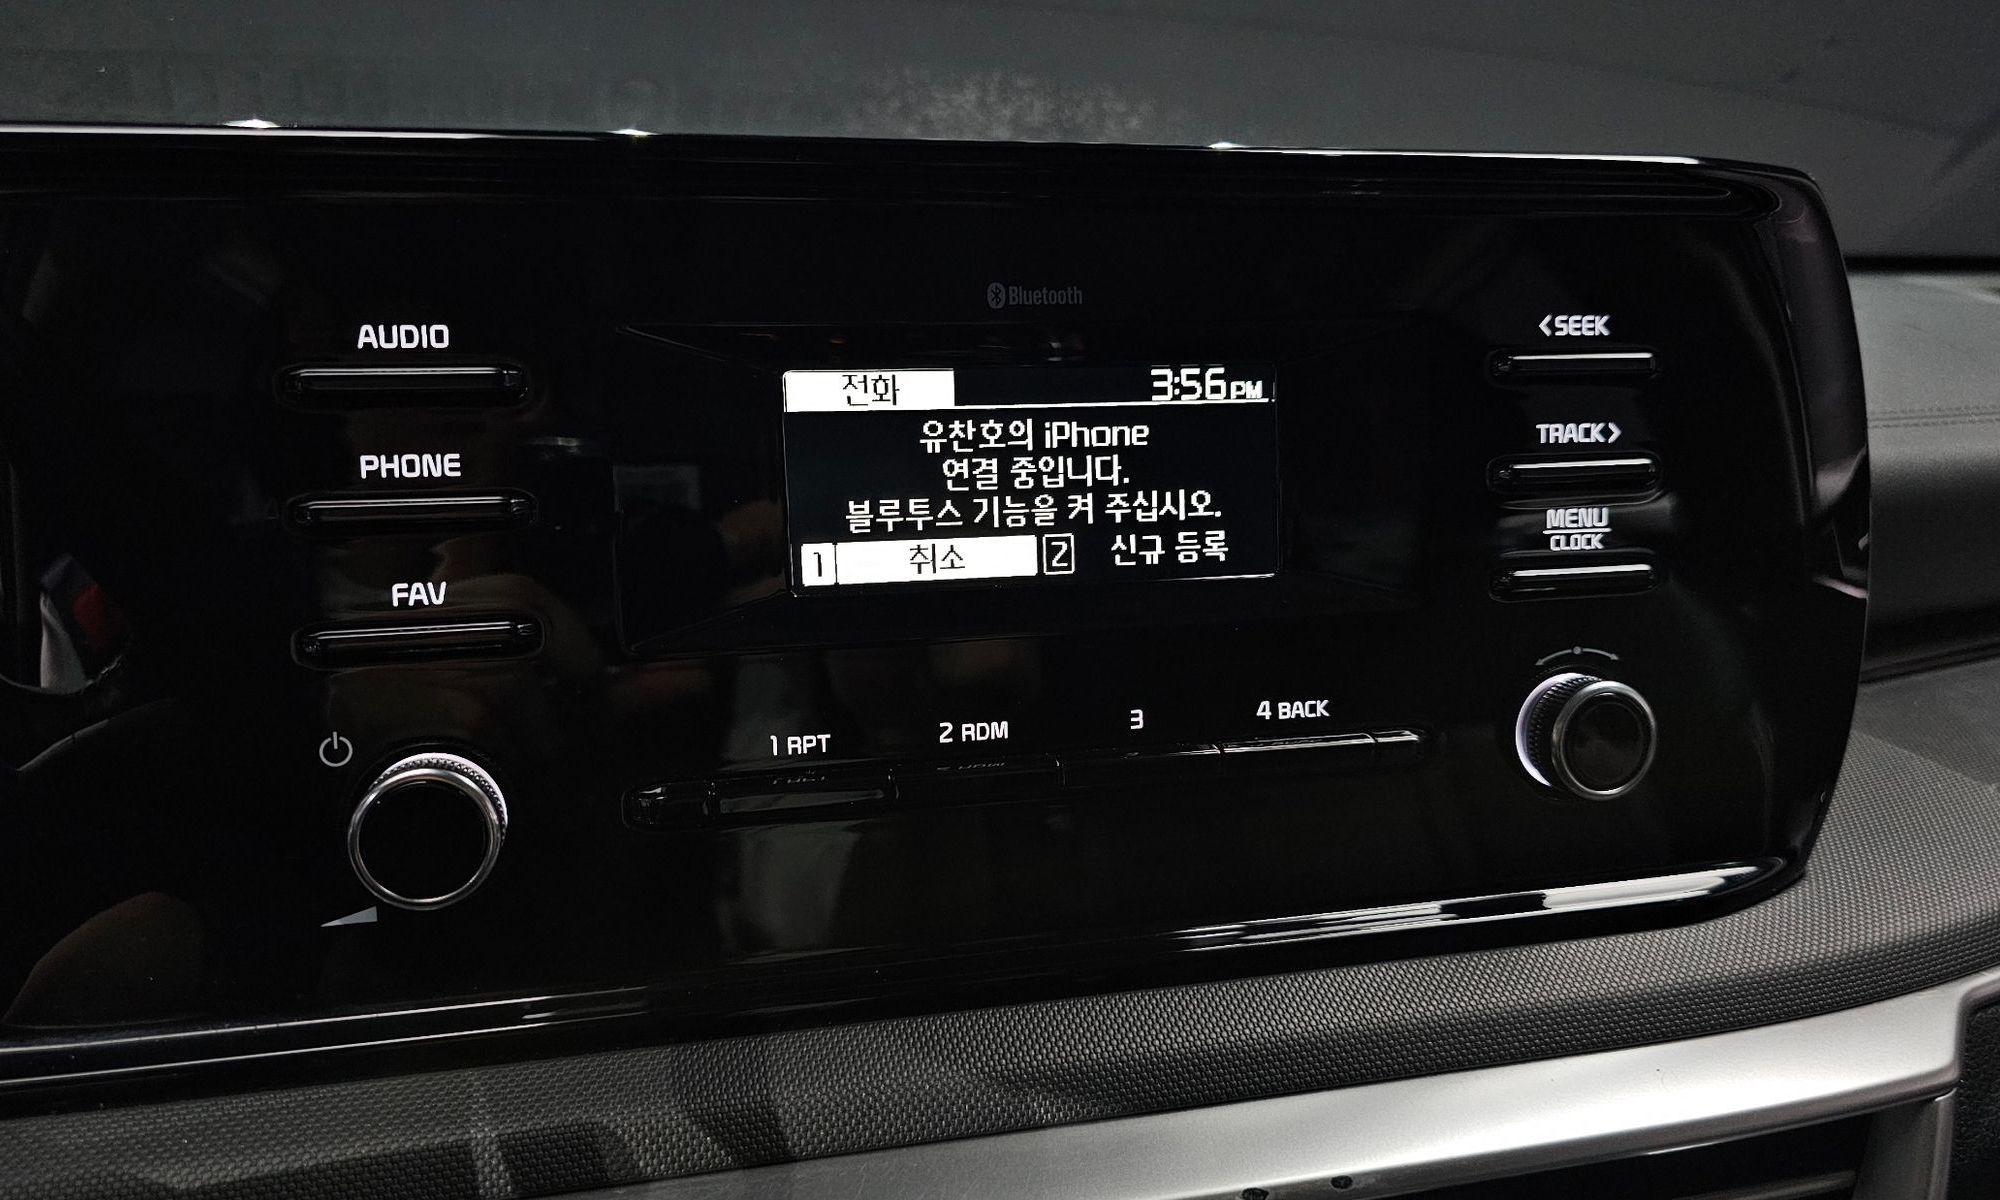 Bluetooth
AUDIO
PHONE
FAV
전화 3:56 PM
유찬호의 iPhone
연결 중입니다.
블루투스 기능을 켜 주십시오.
1 취소 2 신규 등록
<SEEK
TRACK>
MENU
CLOCK
1 RPT 2 RDM 3 4 BACK